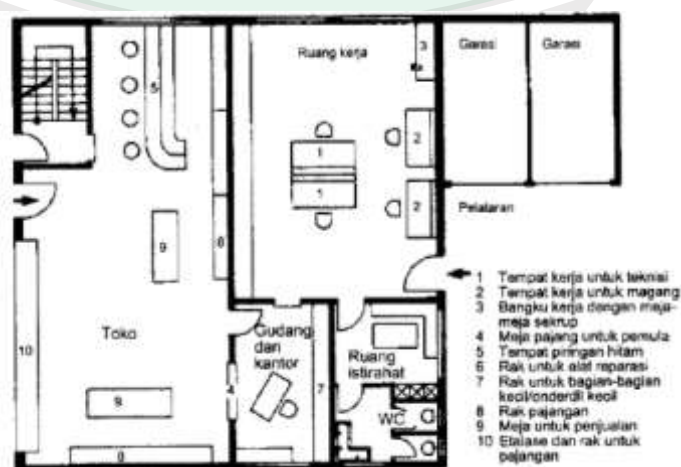 Ruang kerja
3
Garasi
Garasi
5
1
1
2
2
Pelataran
9
8
Toko
10
Gudang
dan
kantor
4
7
Ruang
istirahat
WC
9
8
1 Tempat kerja untuk teknisi
2 Tempat kerja untuk magang
3 Bangku kerja dengan meja-
meja sekrup
4 Meja pajang untuk pemula
5 Tempat piringan hitam
6 Rak untuk alat reparasi
7 Rak untuk bagian-bagian
kecil/onderdil kecil
8 Rak pajangan
9 Meja untuk penjualan
10 Etalase dan rak untuk
pajangan